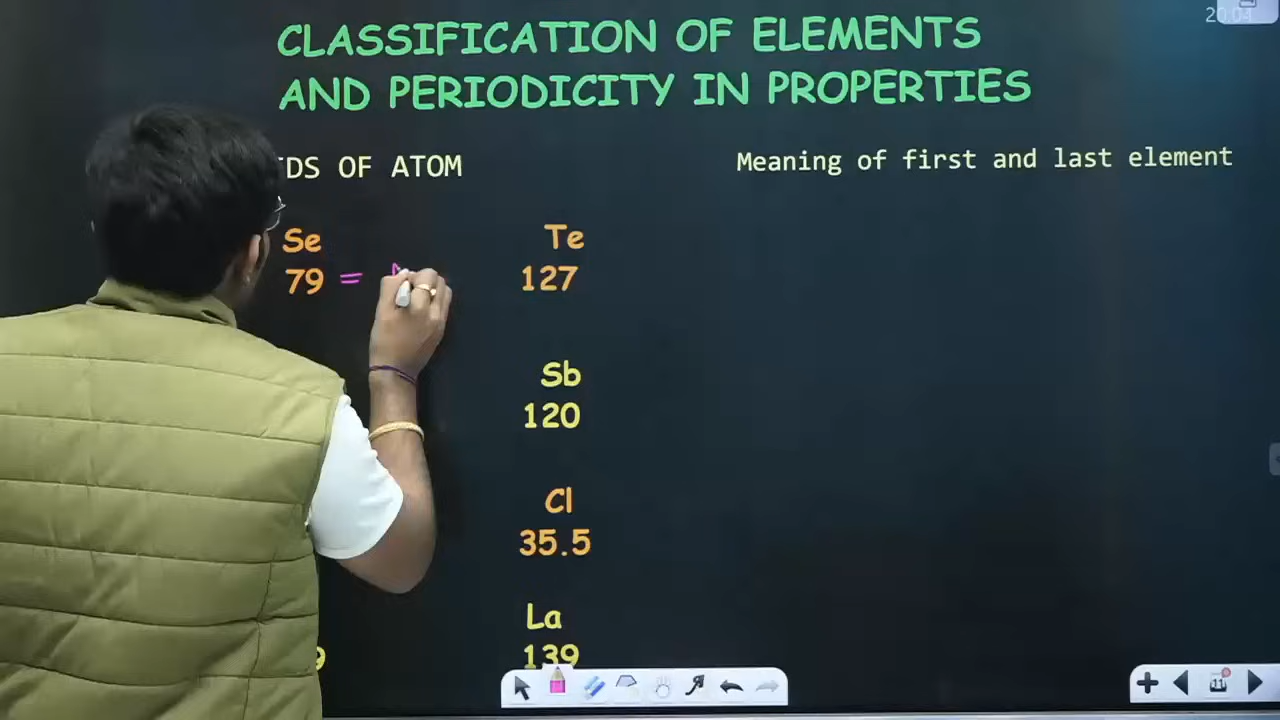 CLASSIFICATION OF ELEMENTS
AND PERIODICITY IN PROPERTIES
OF ATOM
Meaning of first and last element
Se
Te
79 =
127
Sb
120
Cl
35.5
La
139